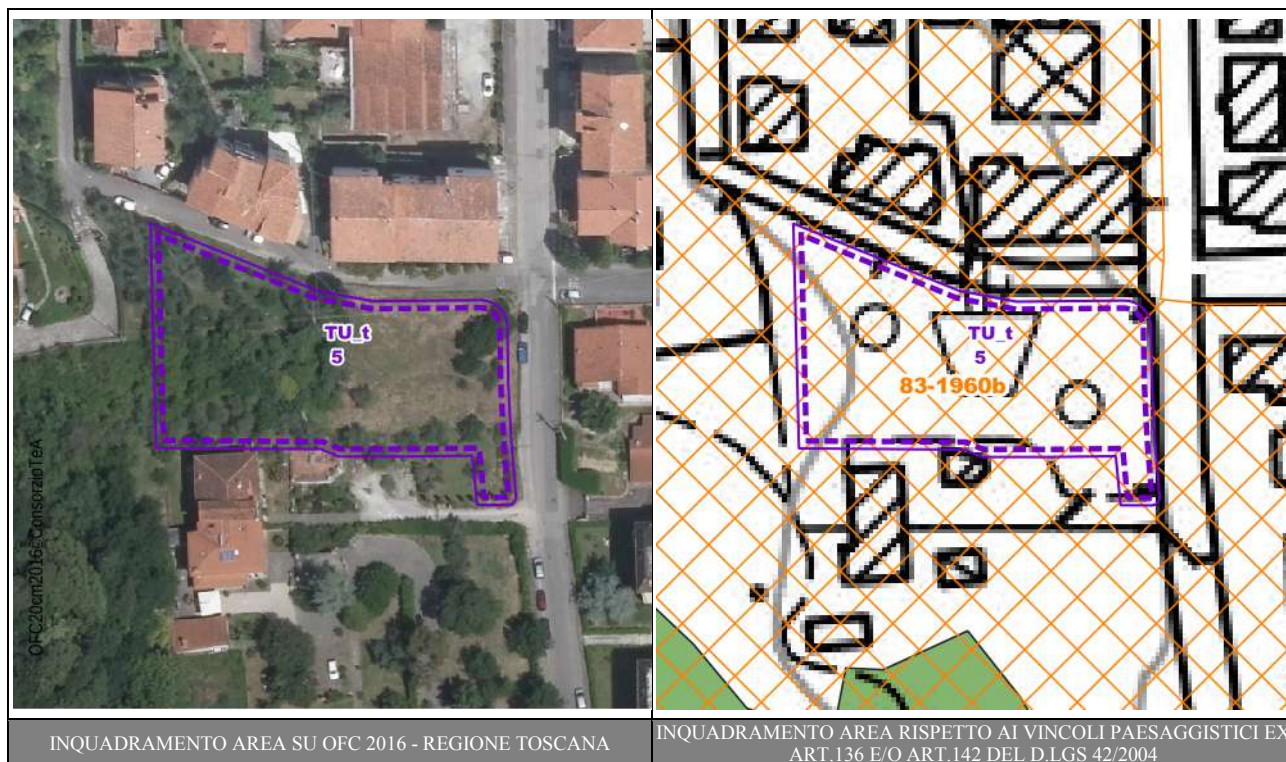 TU_t
5
OFC20cm2016©ConsorzioTeA
TU_t
5
83-1960b
INQUADRAMENTO AREA SU OFC 2016 - REGIONE TOSCANA
INQUADRAMENTO AREA RISPETTO AI VINCOLI PAESAGGISTICI EX
ART.136 E/O ART.142 DEL D.LGS 42/2004